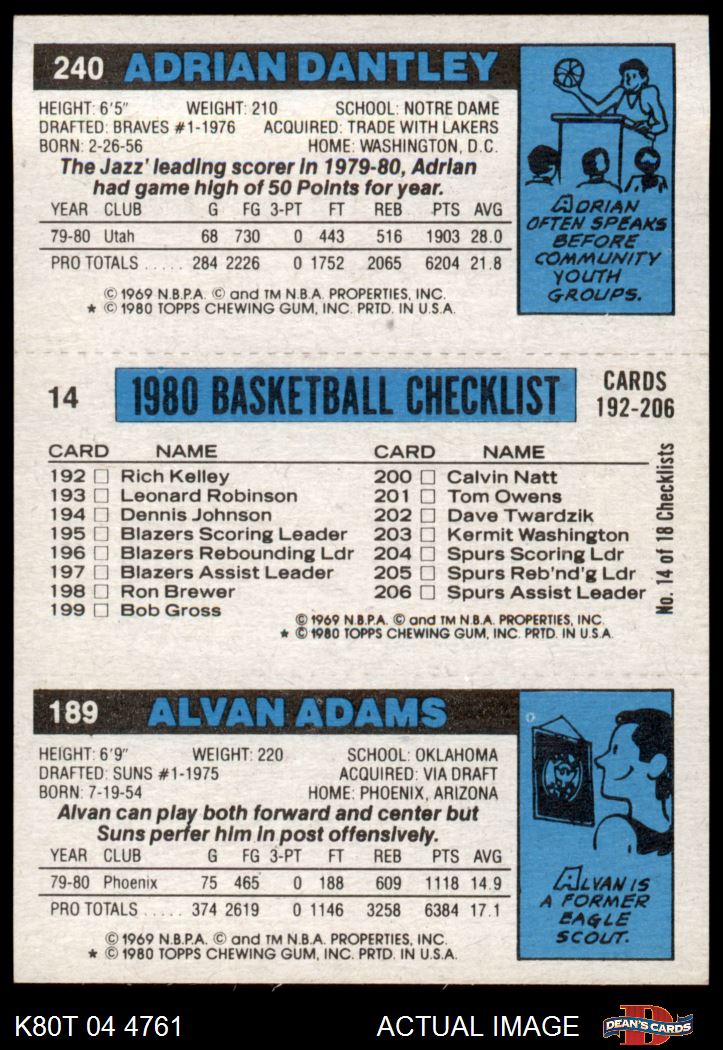 240 ADRIAN DANTLEY
HEIGHT: 6'5" WEIGHT: 210 SCHOOL: NOTRE DAME
DRAFTED: BRAVES #1-1976 ACQUIRED: TRADE WITH LAKERS
BORN: 2-26-56 HOME: WASHINGTON, D.C.
The Jazz' leading scorer in 1979-80, Adrian
had game high of 50 Points for year.
YEAR CLUB G FG 3-PT FT REB PTS AVG
79-80 Utah 68 730 0 443 516 1903 28.0
PRO TOTALS ..... 284 2226 0 1752 2065 6204 21.8
© 1969 N.B.P.A. © and TM N.B.A. PROPERTIES, INC.
* © 1980 TOPPS CHEWING GUM, INC. PRTD. IN U.S.A.
ADRIAN
OFTEN SPEAKS
BEFORE
COMMUNITY
YOUTH
GROUPS.
14 1980 BASKETBALL CHECKLIST CARDS
192-206
CARD NAME
192 □ Rich Kelley
193 □ Leonard Robinson
194 □ Dennis Johnson
195 □ Blazers Scoring Leader
196 □ Blazers Rebounding Ldr
197 □ Blazers Assist Leader
198 □ Ron Brewer
199 □ Bob Gross
CARD NAME
200 □ Calvin Natt
201 □ Tom Owens
202 □ Dave Twardzik
203 □ Kermit Washington
204 □ Spurs Scoring Ldr
205 □ Spurs Reb'nd'g Ldr
206 □ Spurs Assist Leader
© 1969 N.B.P.A. © and TM N.B.A. PROPERTIES, INC.
* © 1980 TOPPS CHEWING GUM, INC. PRTD. IN U.S.A.
No. 14 of 18 Checklists
189 ALVAN ADAMS
HEIGHT: 6'9" WEIGHT: 220 SCHOOL: OKLAHOMA
DRAFTED: SUNS #1-1975 ACQUIRED: VIA DRAFT
BORN: 7-19-54 HOME: PHOENIX, ARIZONA
Alvan can play both forward and center but
Suns perfer him in post offensively.
YEAR CLUB G FG 3-PT FT REB PTS AVG
79-80 Phoenix 75 465 0 188 609 1118 14.9
PRO TOTALS ..... 374 2619 0 1146 3258 6384 17.1
© 1969 N.B.P.A. © and TM N.B.A. PROPERTIES, INC.
* © 1980 TOPPS CHEWING GUM, INC. PRTD. IN U.S.A.
ALVAN IS
A FORMER
EAGLE
SCOUT.
K80T 04 4761 ACTUAL IMAGE
D
DEAN'S CARDS